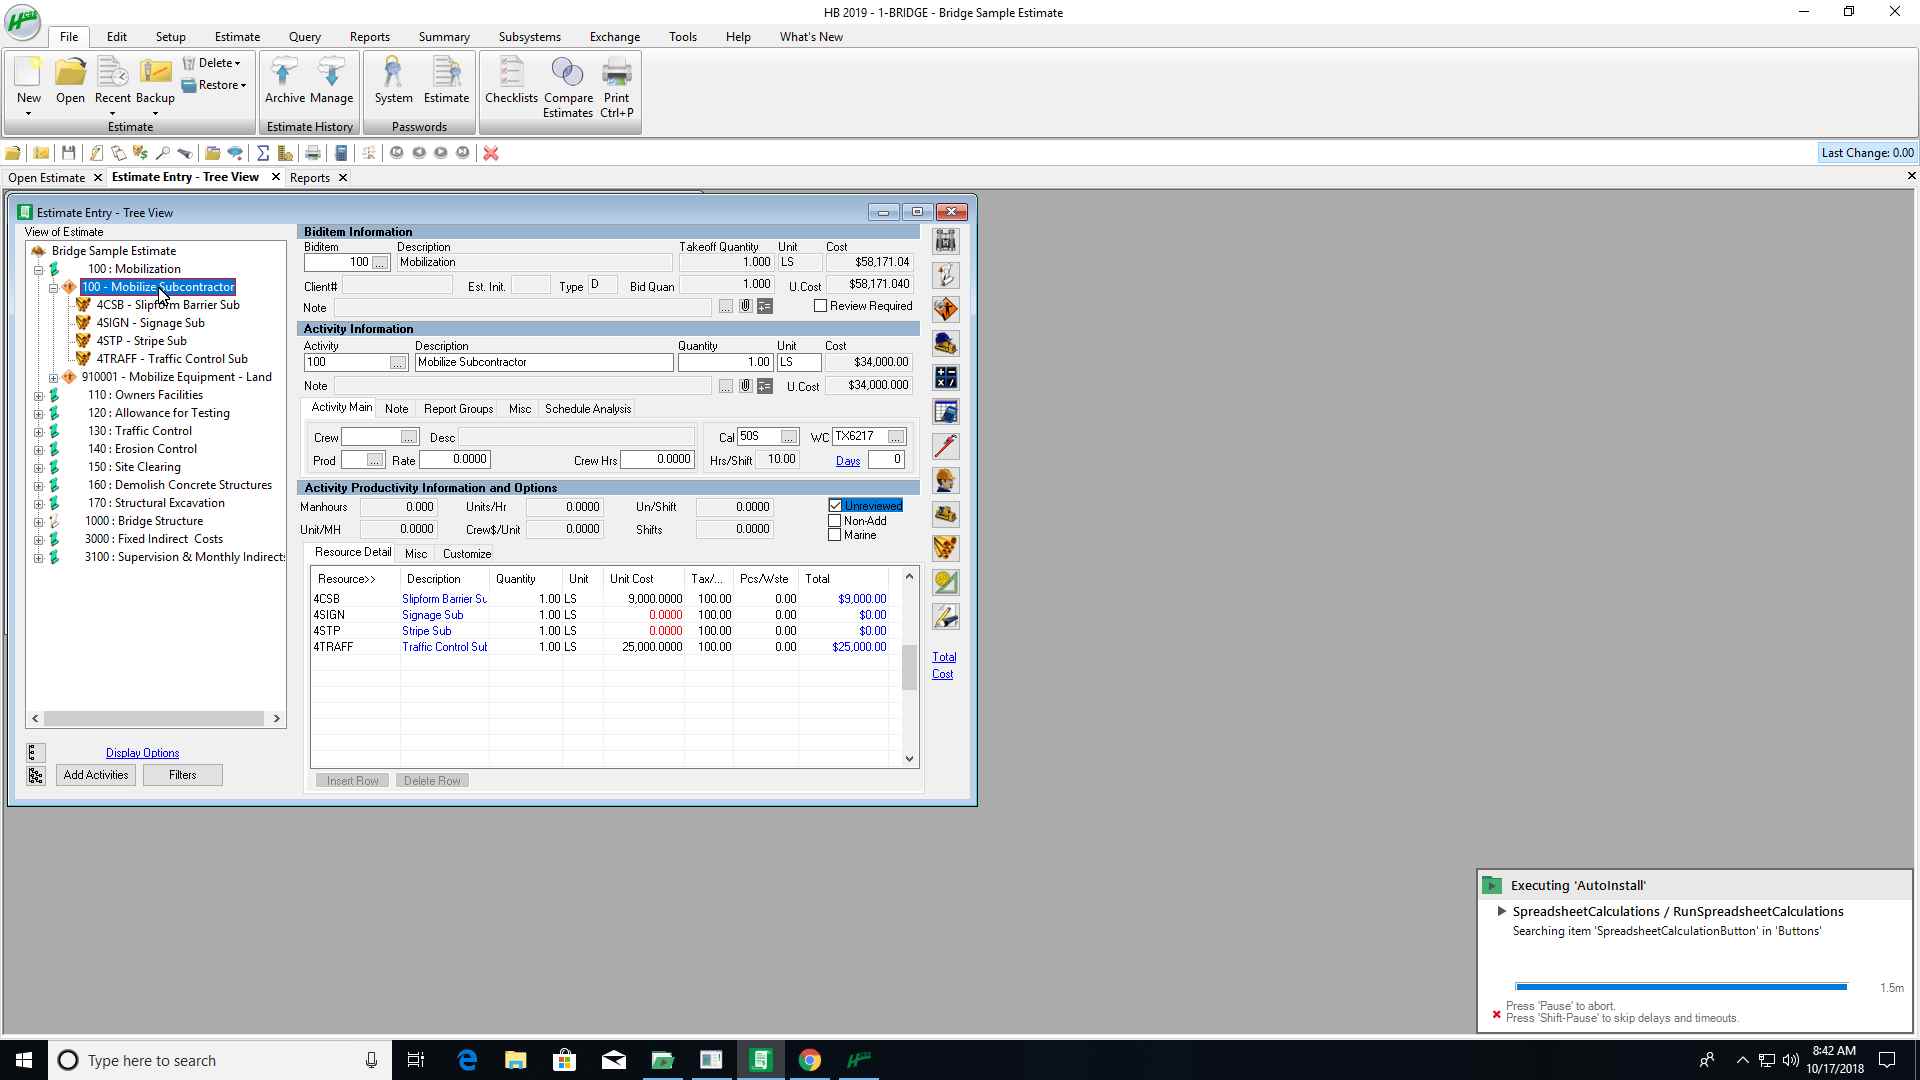 HB 2019 - 1-BRIDGE - Bridge Sample Estimate
File Edit Setup Estimate Query Reports Summary Subsystems Exchange Tools Help What's New
New Open Recent Backup Delete Restore
Estimate
Archive Manage
Estimate History
System Estimate
Passwords
Checklists Compare Estimates Print Ctrl+P
Last Change: 0.00
Open Estimate Estimate Entry - Tree View Reports
Estimate Entry - Tree View
View of Estimate
Bridge Sample Estimate
100 : Mobilization
100 - Mobilize Subcontractor
4CSB - Slipform Barrier Sub
4SIGN - Signage Sub
4STP - Stripe Sub
4TRAFF - Traffic Control Sub
910001 - Mobilize Equipment - Land
110 : Owners Facilities
120 : Allowance for Testing
130 : Traffic Control
140 : Erosion Control
150 : Site Clearing
160 : Demolish Concrete Structures
170 : Structural Excavation
1000 : Bridge Structure
3000 : Fixed Indirect Costs
3100 : Supervision & Monthly Indirects
Display Options
Add Activities Filters
Biditem Information
Biditem Description Takeoff Quantity Unit Cost
100 ... Mobilization 1.000 LS $58,171.04
Client# Est. Init. Type D Bid Quan 1.000 U.Cost $58,171.040
Note ... Review Required
Activity Information
Activity Description Quantity Unit Cost
100 ... Mobilize Subcontractor 1.00 LS $34,000.00
Note ... U.Cost $34,000.000
Activity Main Note Report Groups Misc Schedule Analysis
Crew ... Desc Cal 50S ... WC TX6217 ...
Prod ... Rate 0.0000 Crew Hrs 0.0000 Hrs/Shift 10.00 Days 0
Activity Productivity Information and Options
Manhours 0.000 Units/Hr 0.0000 Un/Shift 0.0000 Unreviewed
Non-Add
Unit/MH 0.0000 Crew$/Unit 0.0000 Shifts 0.0000 Marine
Resource Detail Misc Customize
Resource>> Description Quantity Unit Unit Cost Tax/... Pcs/Wste Total
4CSB Slipform Barrier Su 1.00 LS 9,000.0000 100.00 0.00 $9,000.00
4SIGN Signage Sub 1.00 LS 0.0000 100.00 0.00 $0.00
4STP Stripe Sub 1.00 LS 0.0000 100.00 0.00 $0.00
4TRAFF Traffic Control Sub 1.00 LS 25,000.0000 100.00 0.00 $25,000.00
Insert Row Delete Row
Total
Cost
Executing 'AutoInstall'
SpreadsheetCalculations / RunSpreadsheetCalculations
Searching item 'SpreadsheetCalculationButton' in 'Buttons'
1.5m
Press 'Pause' to abort.
Press 'Shift-Pause' to skip delays and timeouts.
Type here to search
8:42 AM
10/17/2018